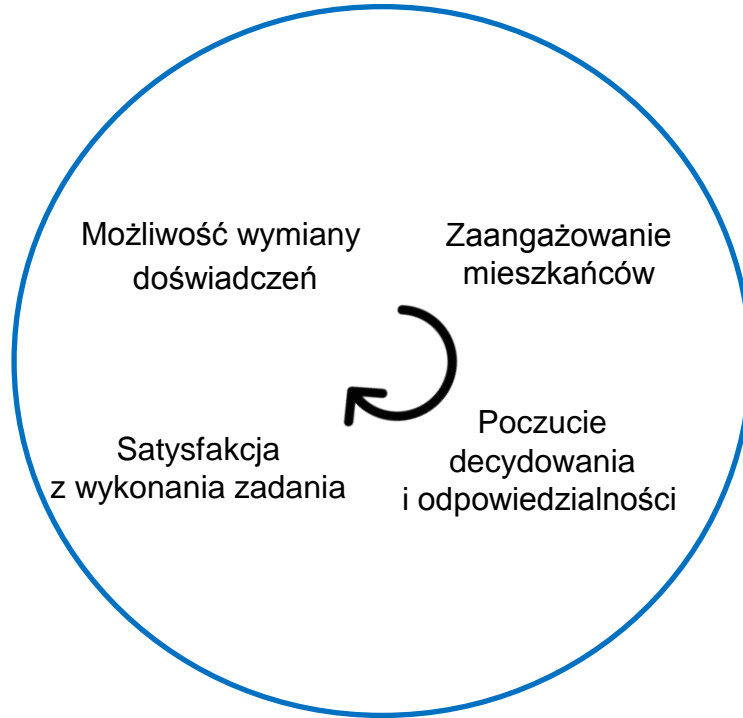 Możliwość wymiany
doświadczeń
Zaangażowanie
mieszkańców
Poczucie
decydowania
i odpowiedzialności
Satysfakcja
z wykonania zadania